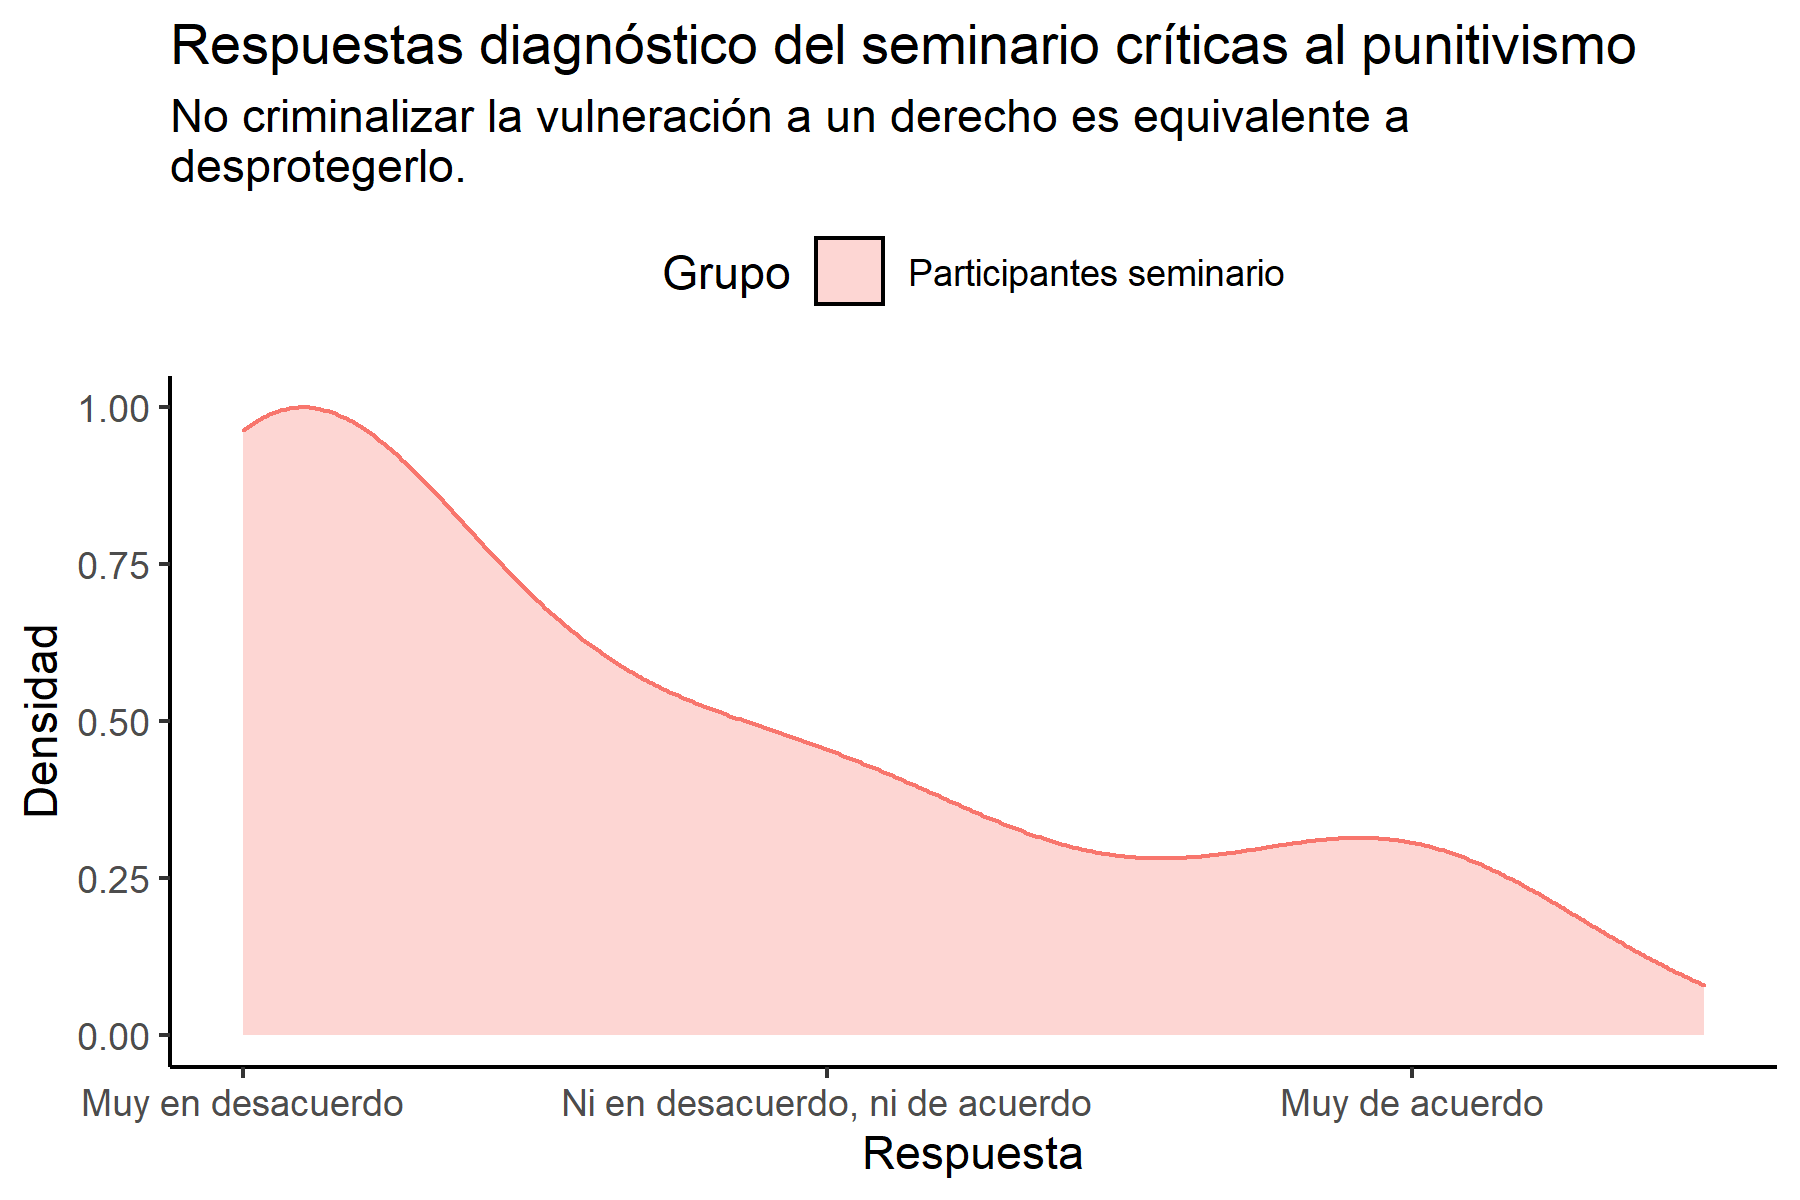 Respuestas diagnóstico del seminario críticas al punitivismo
No criminalizar la vulneración a un derecho es equivalente a
desprotegerlo.
Grupo
Participantes seminario
1.00
0.75
0.50
0.25
0.00
Densidad
Muy en desacuerdo
Ni en desacuerdo, ni de acuerdo
Muy de acuerdo
Respuesta